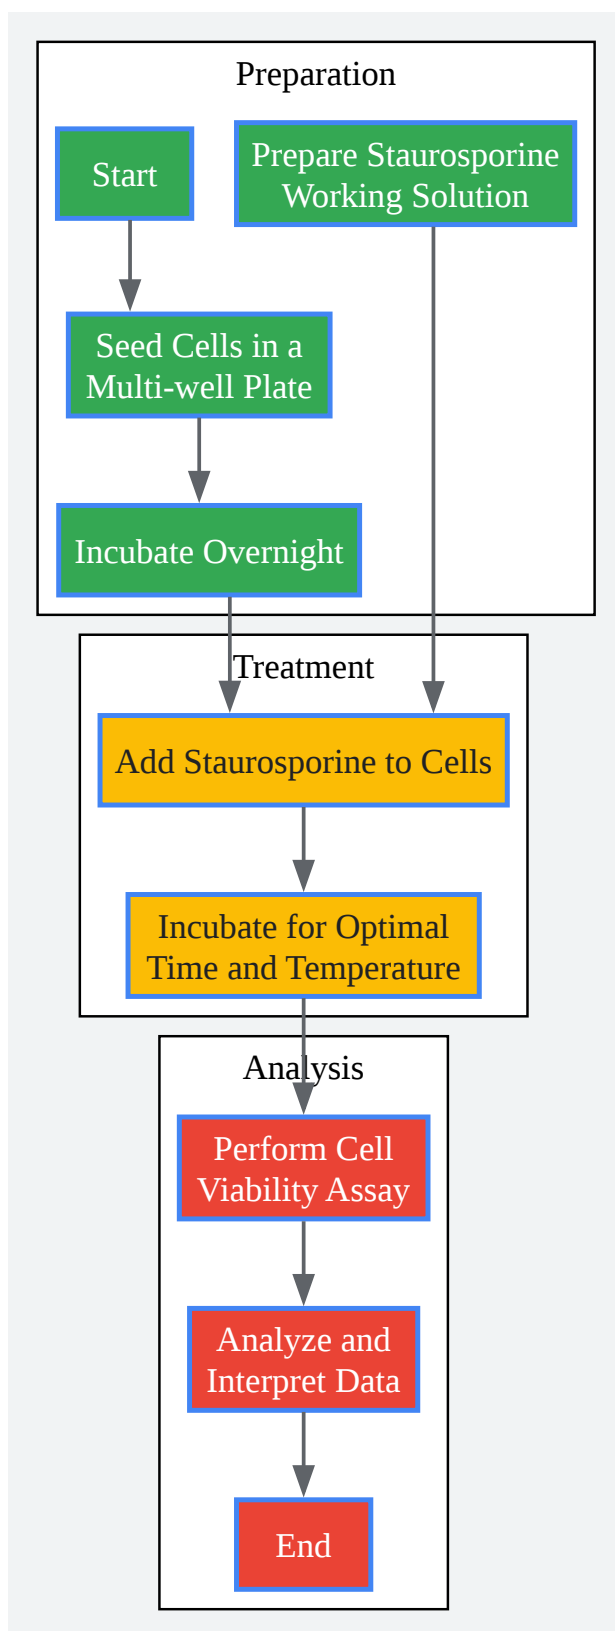 Preparation
Start
Prepare Staurosporine
Working Solution
Seed Cells in a
Multi-well Plate
Incubate Overnight
Treatment
Add Staurosporine to Cells
Incubate for Optimal
Time and Temperature
Analysis
Perform Cell
Viability Assay
Analyze and
Interpret Data
End